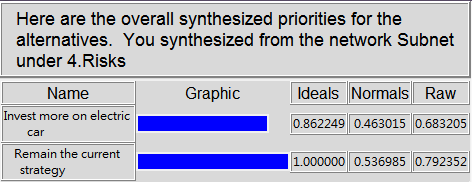 Here are the overall synthesized priorities for the
alternatives. You synthesized from the network Subnet
under 4.Risks
Name Graphic Ideals Normals Raw
Invest more on electric
car
0.862249 0.463015 0.683205
Remain the current
strategy
1.000000 0.536985 0.792352